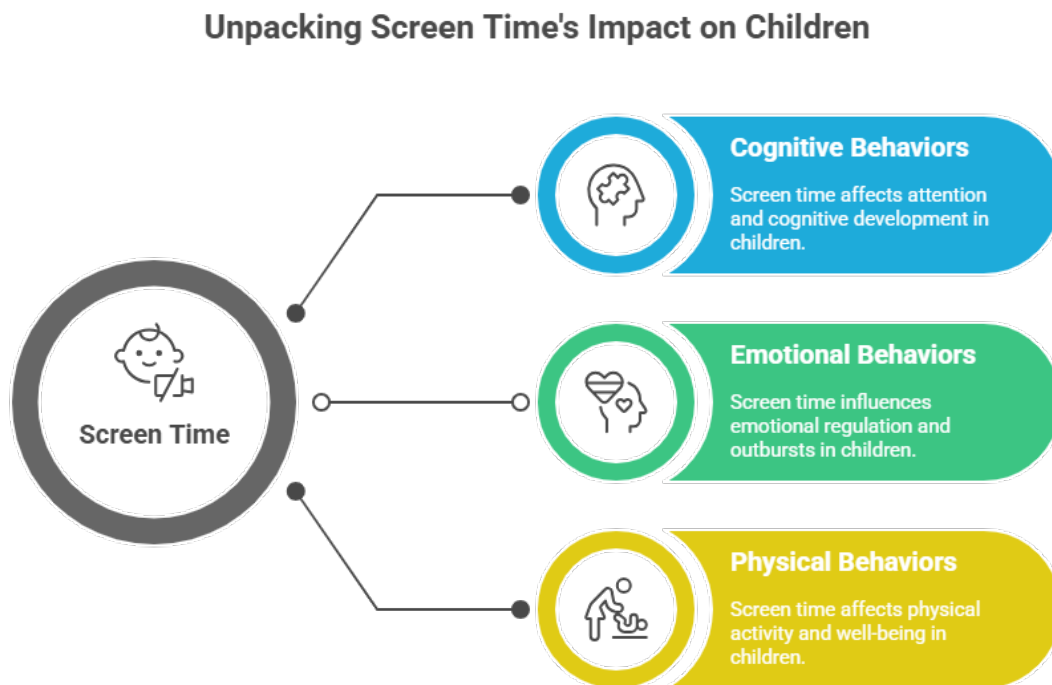 Unpacking Screen Time's Impact on Children
Cognitive Behaviors
Screen time affects attention
and cognitive development in
children.
Screen Time
Emotional Behaviors
Screen time influences
emotional regulation and
outbursts in children.
Physical Behaviors
Screen time affects physical
activity and well-being in
children.